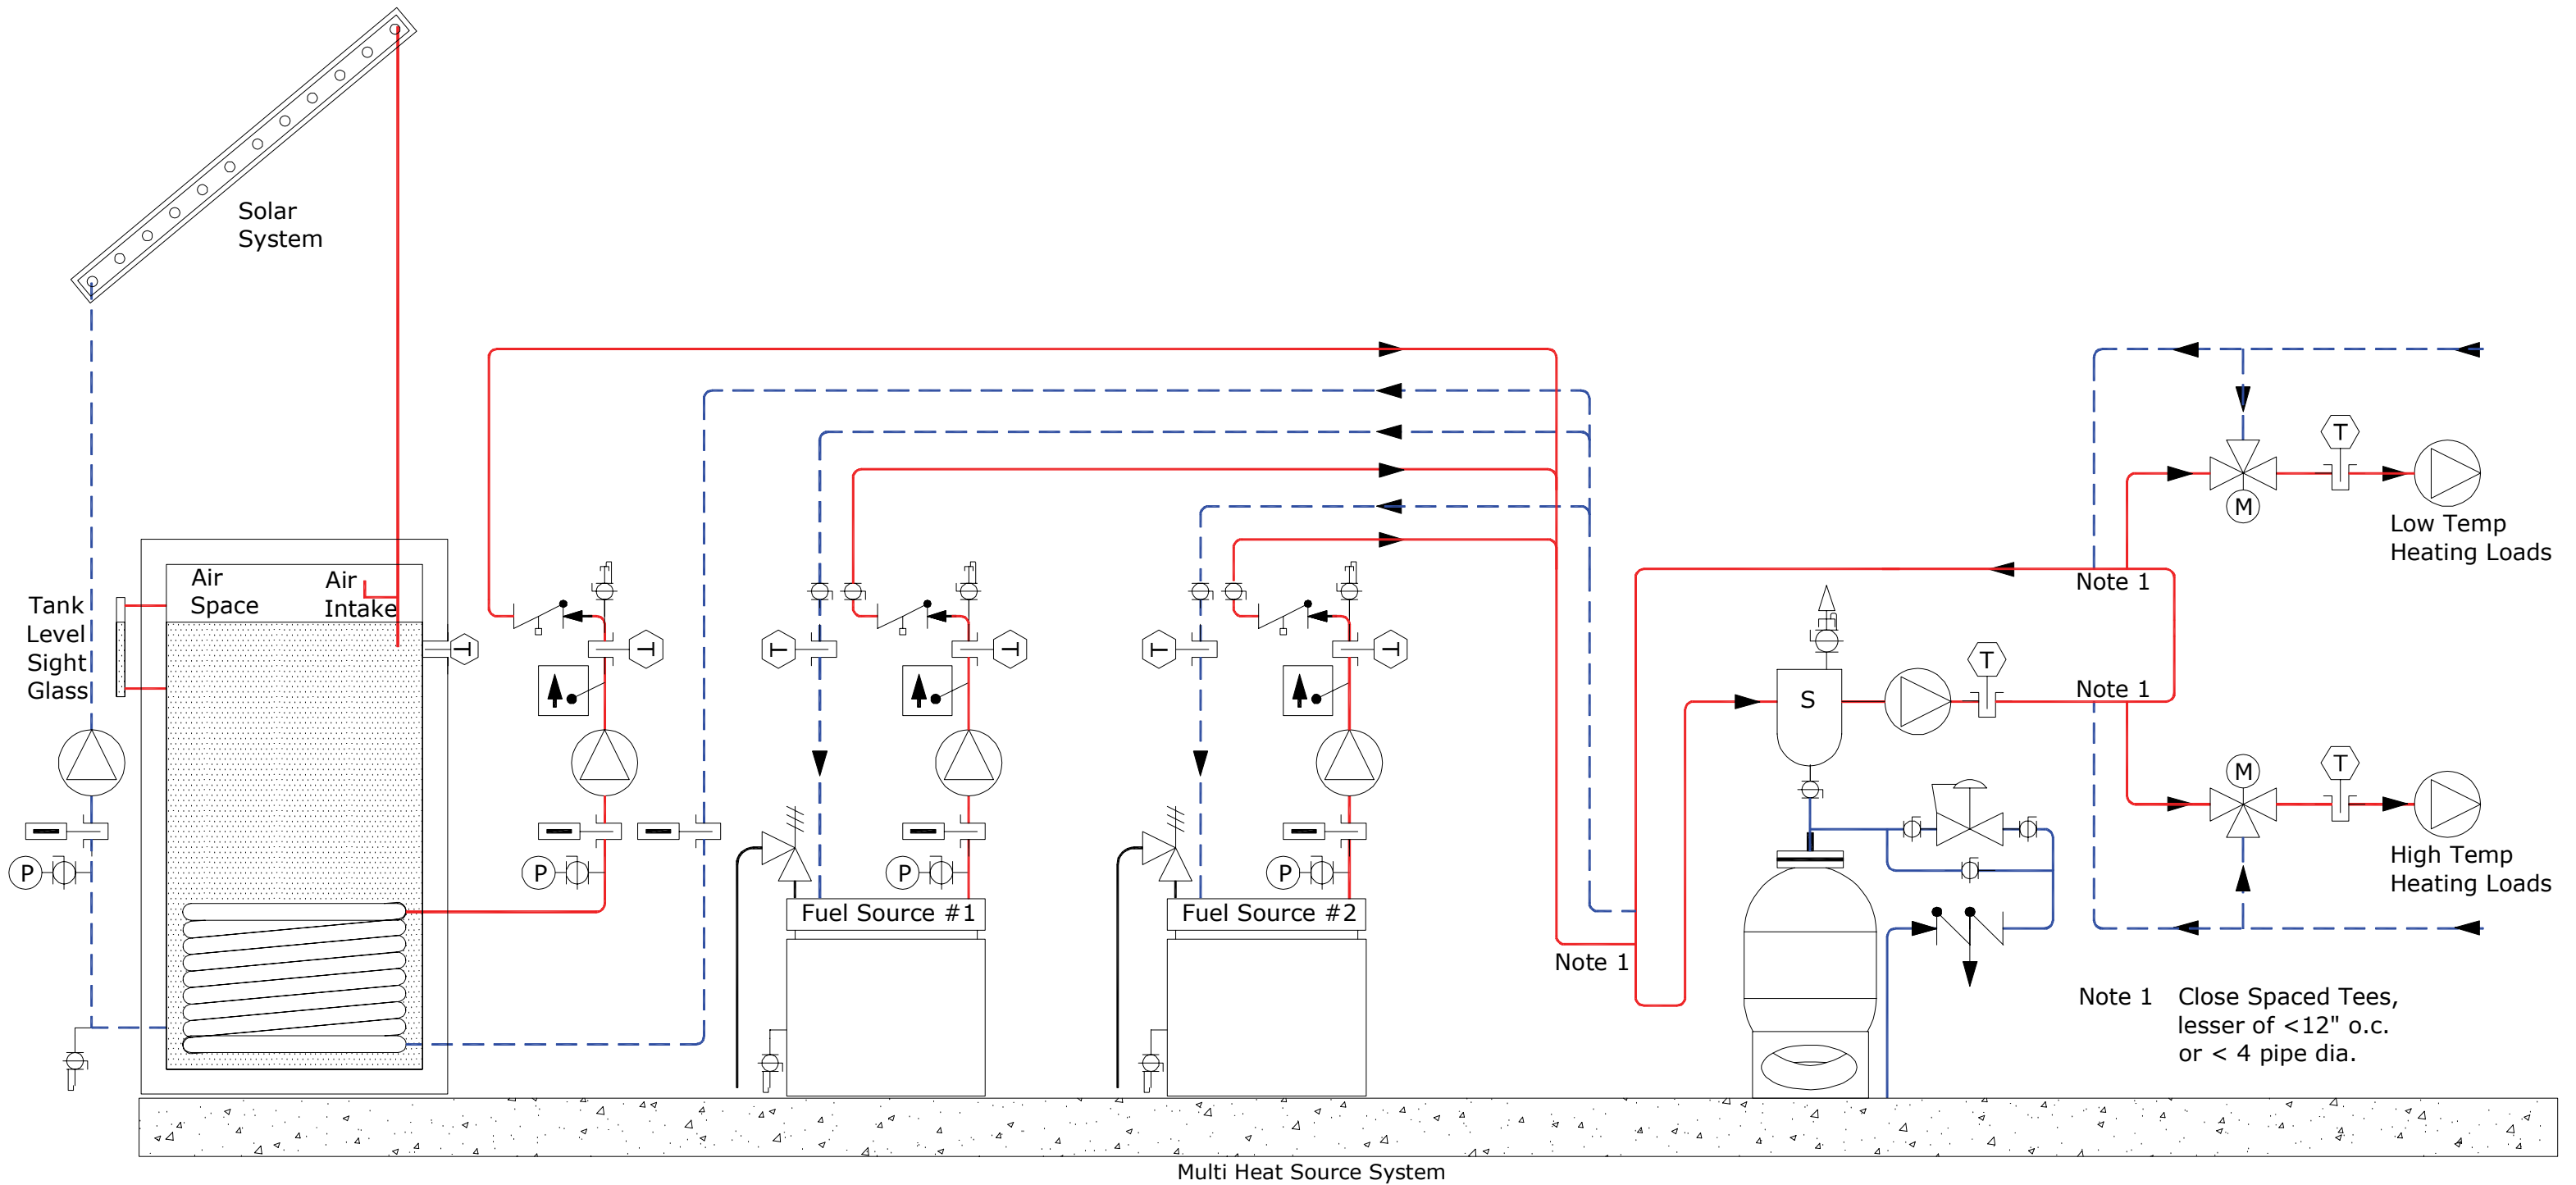 Solar
System
Air
Space
Air
Intake
Tank
Level
Sight
Glass
T
P
T
P
T
T
P
Fuel Source #1
T
T
P
Fuel Source #2
Note 1
S
T
Note 1
Note 1
T
M
Low Temp
Heating Loads
M
T
High Temp
Heating Loads
Note 1 Close Spaced Tees,
lesser of <12" o.c.
or < 4 pipe dia.
Multi Heat Source System